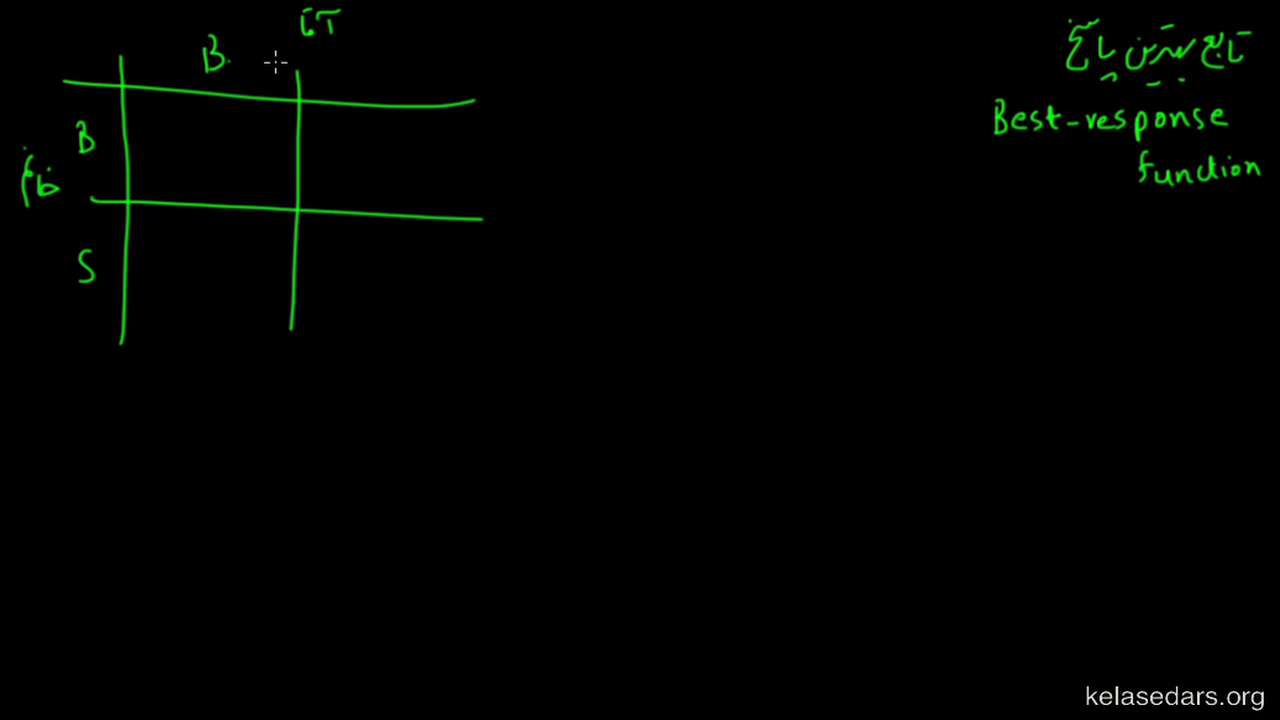 تابع بهترین پاسخ
Best-response
function
آقا
B
خانم
B
S
kelasedars.org